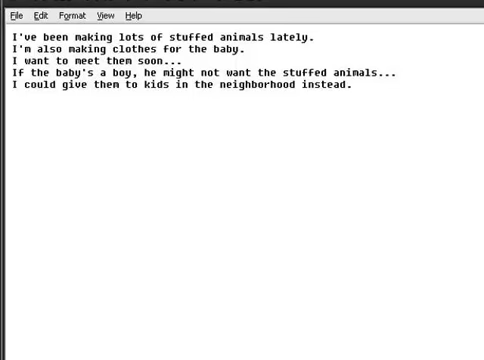 File Edit Format View Help
I've been making lots of stuffed animals lately.
I'm also making clothes for the baby.
I want to meet them soon...
If the baby's a boy, he might not want the stuffed animals...
I could give them to kids in the neighborhood instead.